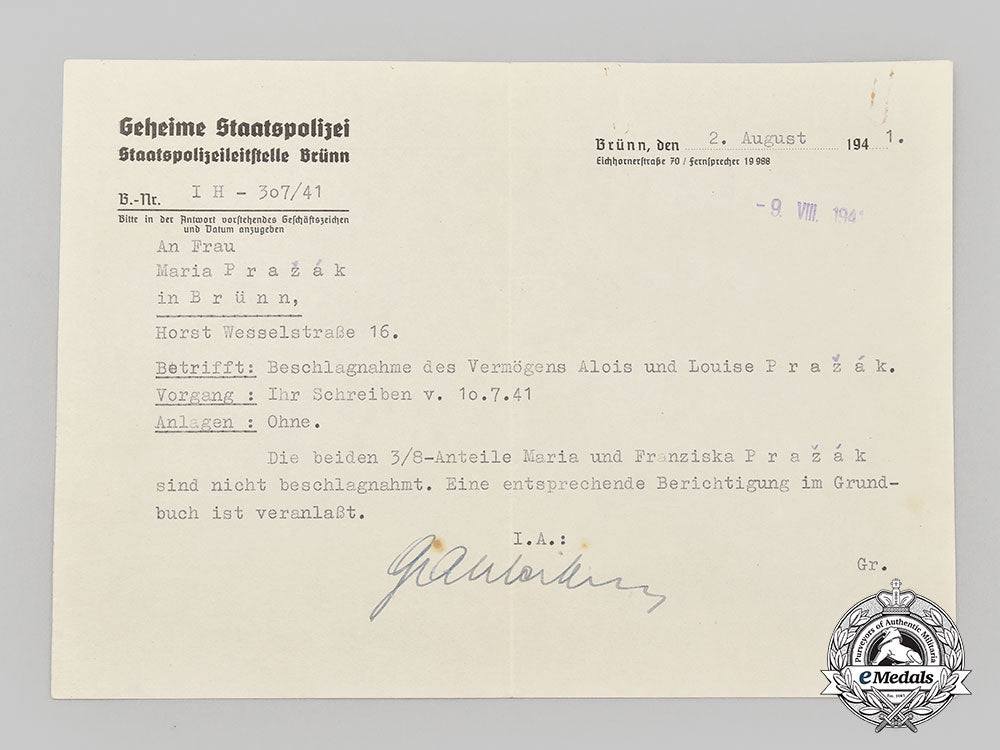 Geheime Staatspolizei
Staatspolizeileitstelle Brünn
B.-Nr. I H - 3o7/41
Bitte in der Antwort vorstehendes Geschäftszeichen
und Datum anzugeben
Brünn, den 2. August 1941.
Eichhornerstraße 70 / Fernsprecher 19 988
- 9. VIII. 1941
An Frau
Maria P r a ž á k
in B r ü n n,
Horst Wesselstraße 16.
Betrifft: Beschlagnahme des Vermögens Alois und Louise P r a ž á k.
Vorgang : Ihr Schreiben v. 1o.7.41
Anlagen : Ohne.
Die beiden 3/8-Anteile Maria und Franziska P r a ž á k
sind nicht beschlagnahmt. Eine entsprechende Berichtigung im Grund-
buch ist veranlaßt.
I.A.:
Gr.
Purveyors of Authentic Militaria
eMedals